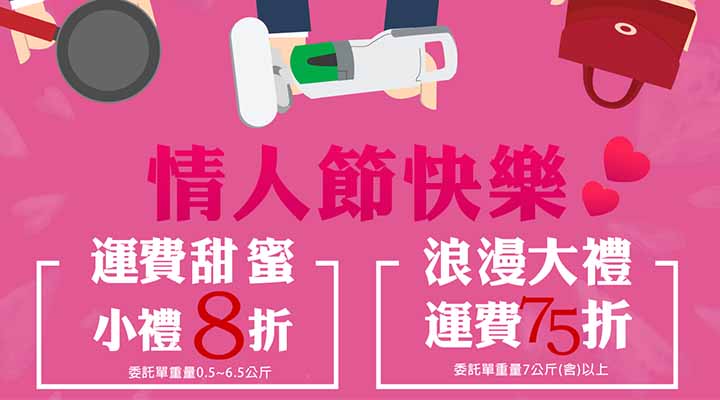 情人節快樂
運費甜蜜
小禮8折
委託單重量0.5~6.5公斤
浪漫大禮
運費75折
委託單重量7公斤(含)以上